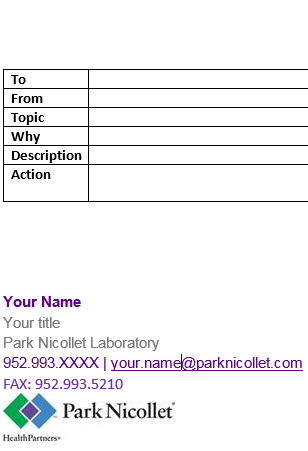 To
From
Topic
Why
Description
Action
Your Name
Your title
Park Nicollet Laboratory
952.993.XXXX | your.name@parknicollet.com
FAX: 952.993.5210
Park Nicollet®
HealthPartners®